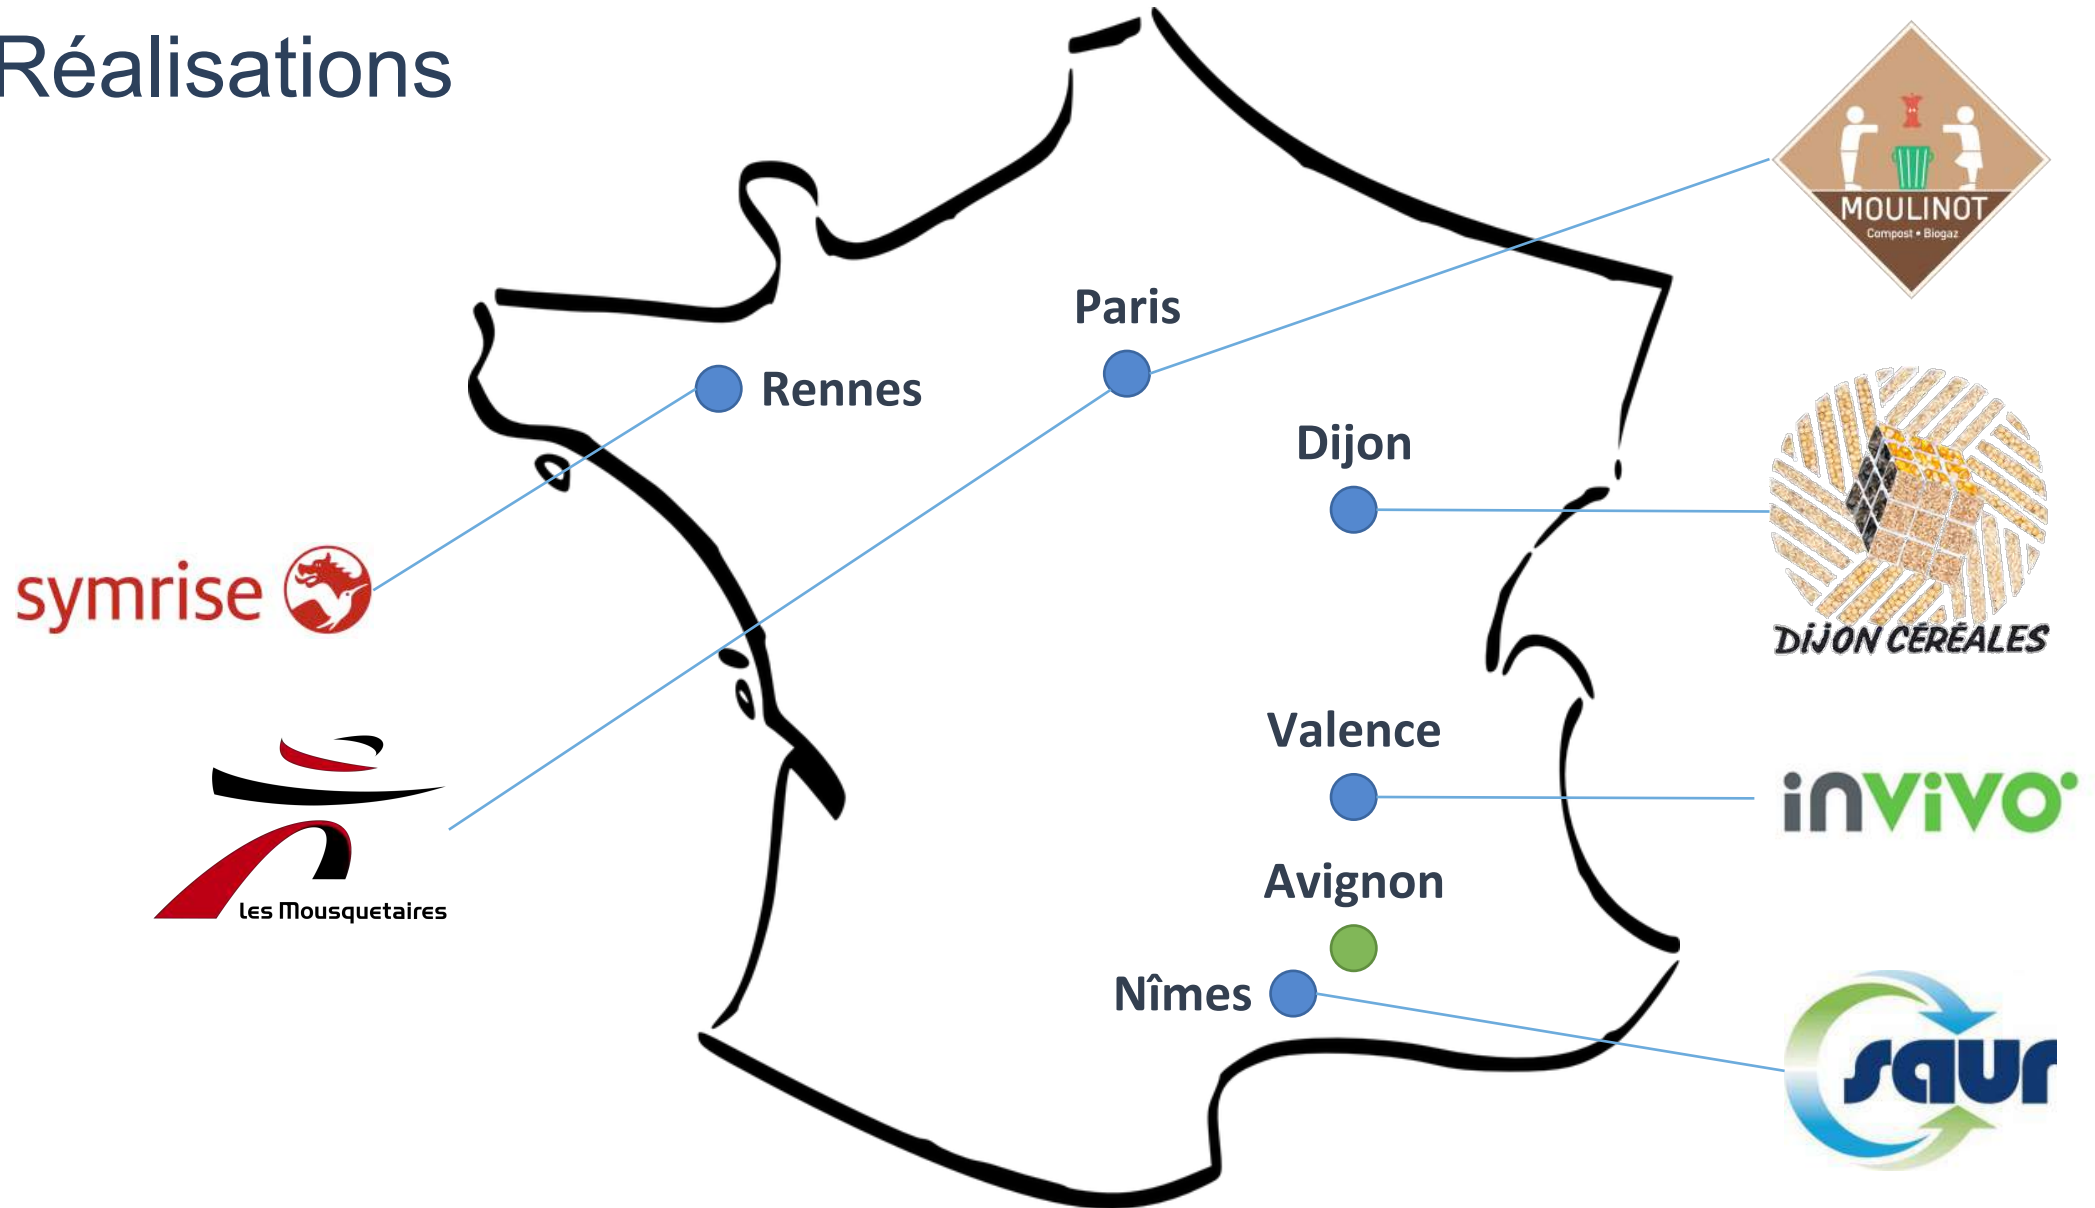 Réalisations
MOULINOT
Compost • Biogaz
Paris
Rennes
Dijon
symrise
DIJON CÉRÉALES
Valence
invivo
Avignon
les Mousquetaires
Nîmes
saur